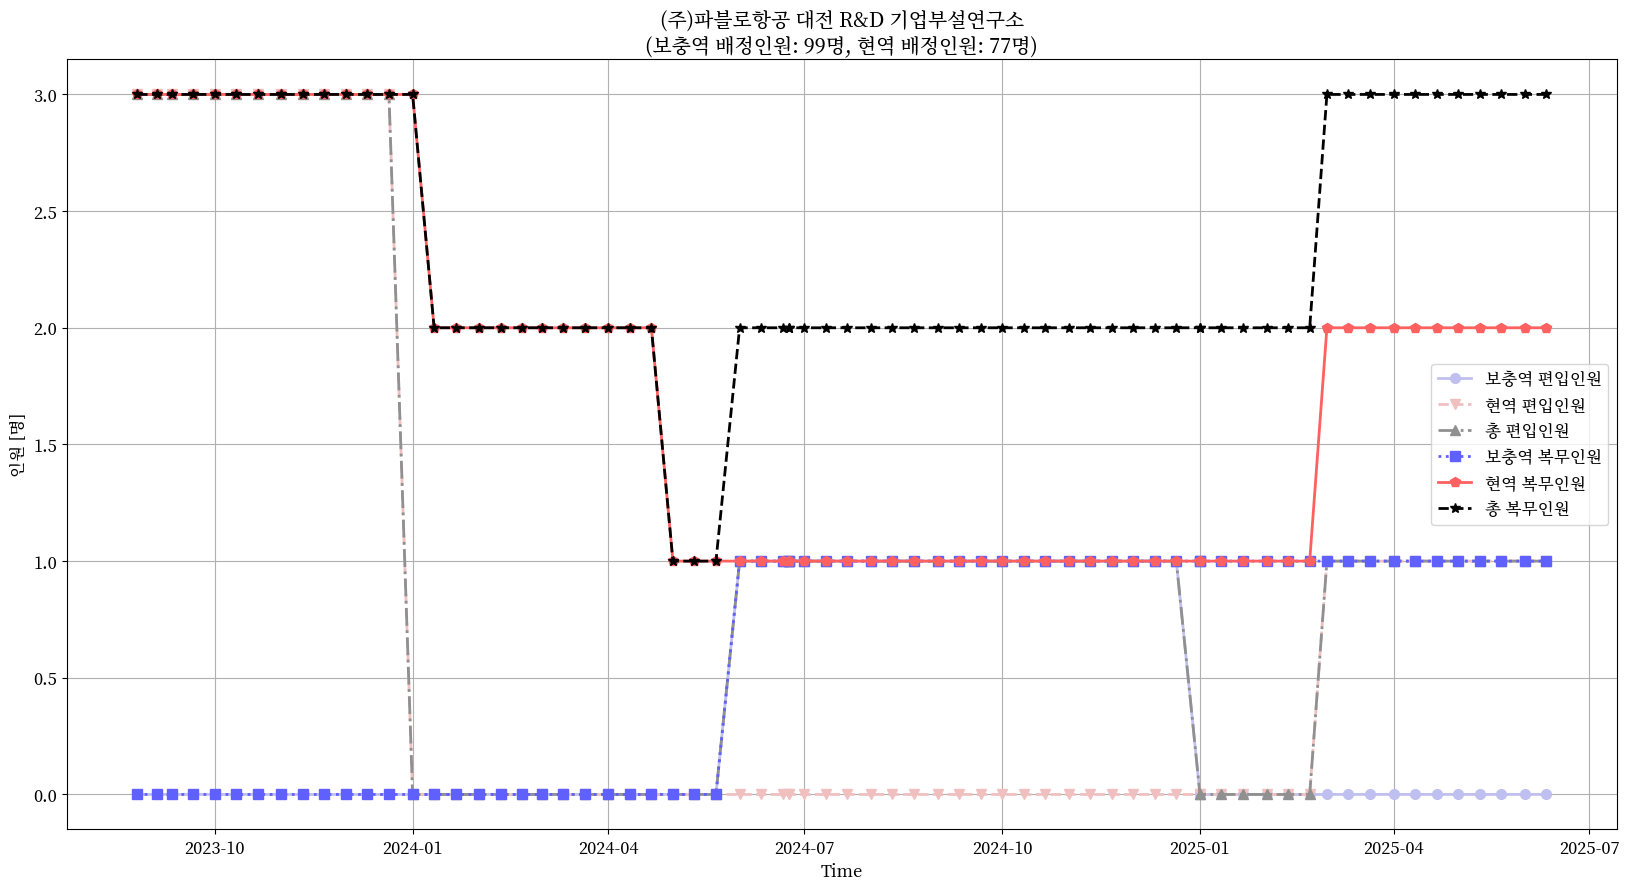 (주)파블로항공 대전 R&D 기업부설연구소
(보충역 배정인원: 99명, 현역 배정인원: 77명)
3.0
2.5
2.0
1.5
1.0
0.5
0.0
인원 [명]
보충역 편입인원
현역 편입인원
총 편입인원
보충역 복무인원
현역 복무인원
총 복무인원
2023-10
2024-01
2024-04
2024-07
2024-10
2025-01
2025-04
2025-07
Time